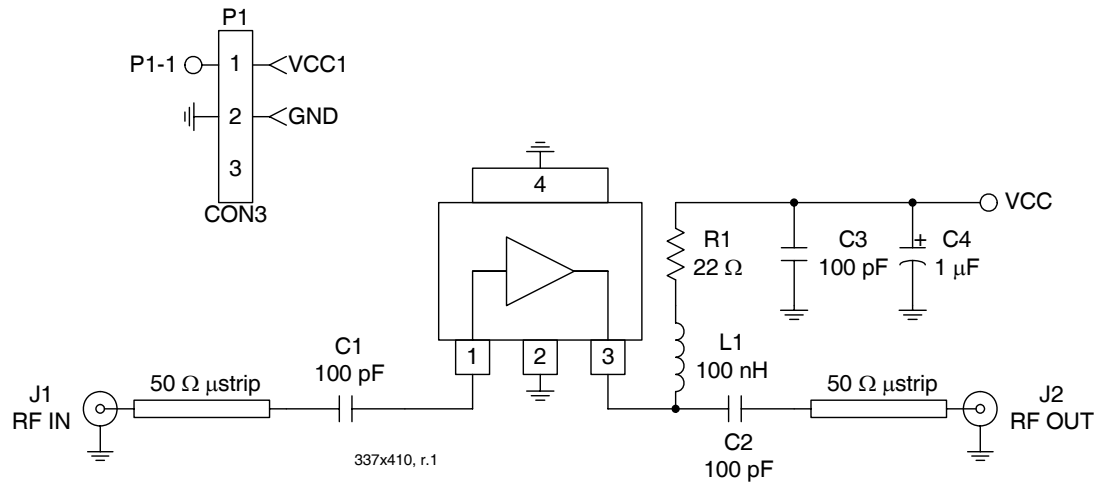 P1
P1-1
1
VCC1
2
GND
3
CON3
4
VCC
R1
22 Ω
C3
100 pF
+
C4
1 µF
1
2
3
L1
100 nH
C1
100 pF
50 Ω µstrip
J1
RF IN
50 Ω µstrip
J2
RF OUT
C2
100 pF
337x410, r.1